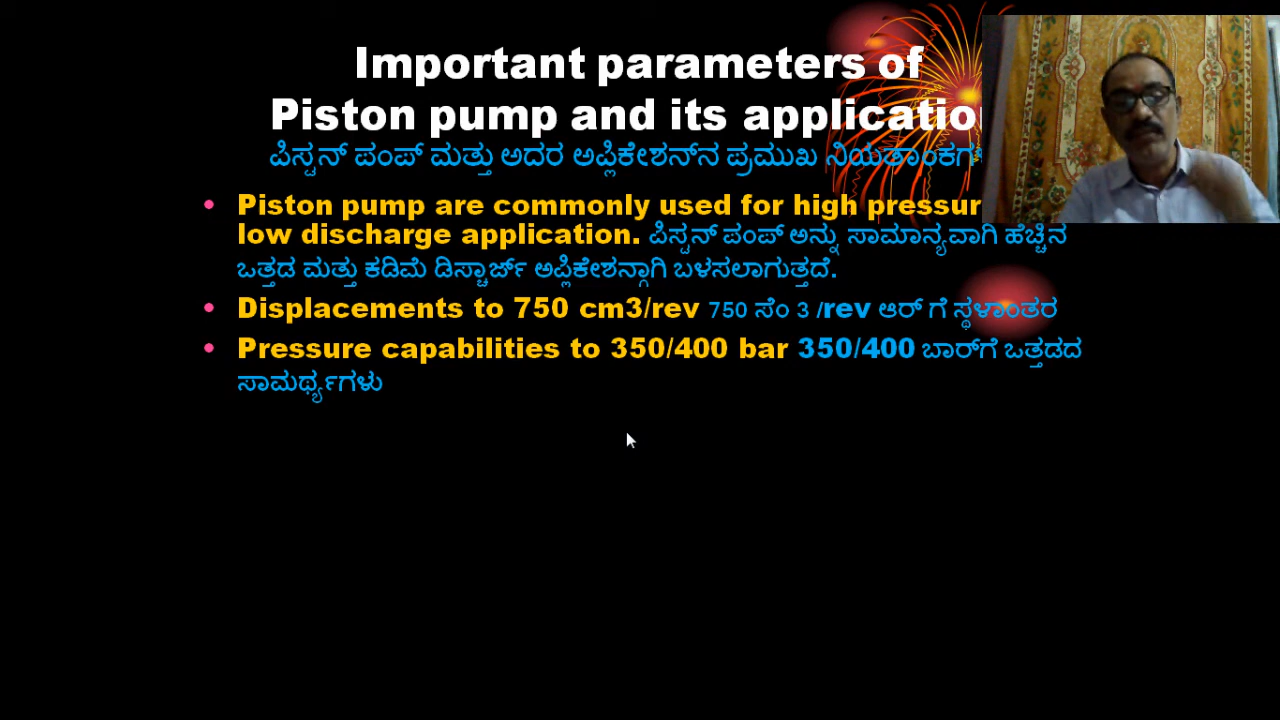 Important parameters of
Piston pump and its
ಪಿಸ್ಟನ್ ಪಂಪ್ ಮತ್ತು ಅದರ ಅಪ್ಲಿಕೇಶನ್‌ನ ಪ್ರಮುಖ
• Piston pump are commonly used for high
low discharge application. ಪಿಸ್ಟನ್ ಪಂಪ್ ಅನ್ನು ಸಾಮಾನ್ಯವಾಗಿ ಹೆಚ್ಚಿನ
ಒತ್ತಡ ಮತ್ತು ಕಡಿಮೆ ಡಿಸ್ಚಾರ್ಜ್ ಅಪ್ಲಿಕೇಶನ್ಗಾಗಿ ಬಳಸಲಾಗುತ್ತದೆ.
• Displacements to 750 cm3/rev 750 ಸೆಂ 3 /rev ಆರ್ ಗೆ ಸ್ಥಳಾಂತರ
• Pressure capabilities to 350/400 bar 350/400 ಬಾರ್‌ಗೆ ಒತ್ತಡದ
ಸಾಮರ್ಥ್ಯಗಳು